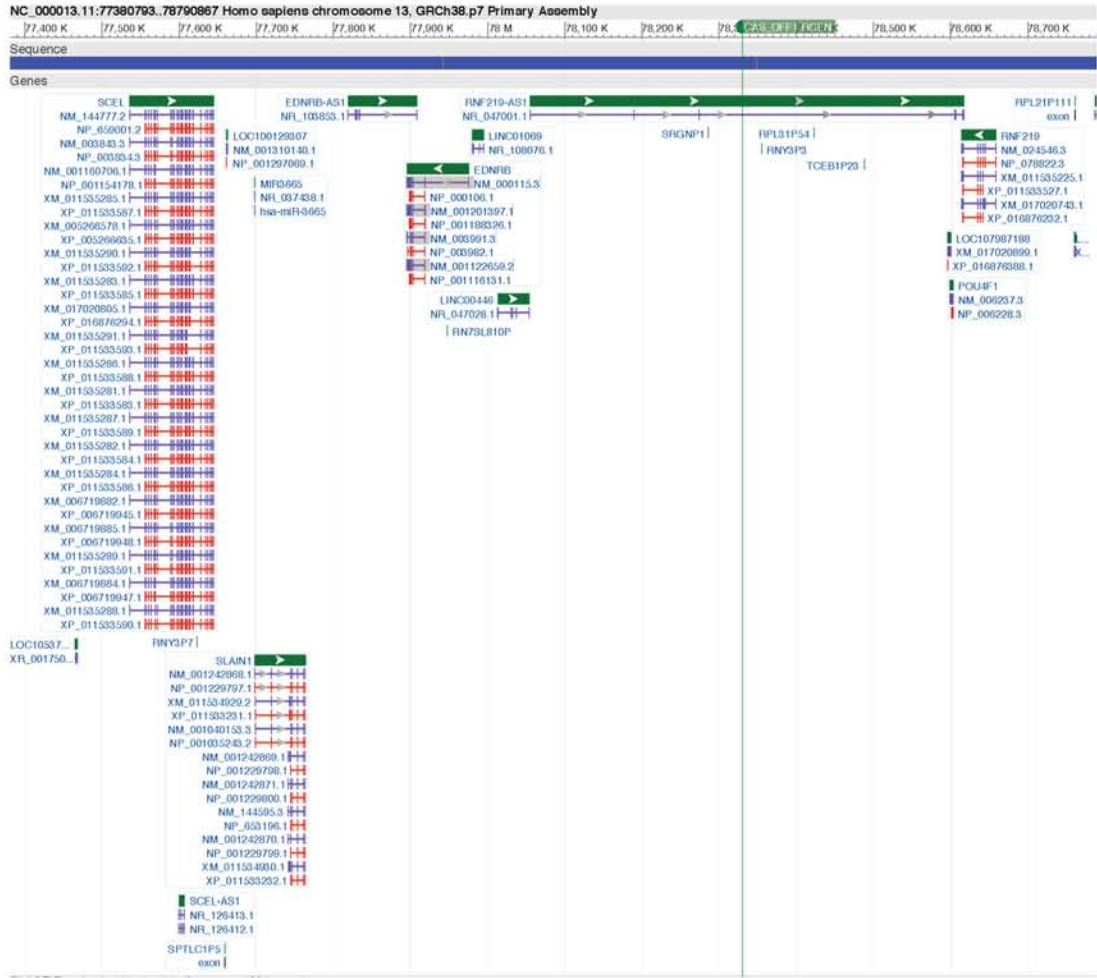 NC_000013.11:77380793..78790867 Homo sapiens chromosome 13, GRCh38.p7 Primary Assembly
77,400 K 77,500 K 77,600 K 77,700 K 77,800 K 77,900 K 78 M 78,100 K 78,200 K 78,500 K 78,600 K 78,700 K
Sequence
Genes
SCEL
NM_144777.2
NP_659001.2
NM_003843.3
NP_003834.3
NM_001160706.1
NP_001154178.1
XM_011535285.1
XP_011533587.1
XM_005266578.1
XP_005266635.1
XM_011535290.1
XP_011533592.1
XM_011535283.1
XP_011533585.1
XM_017020805.1
XP_016876294.1
XM_011535291.1
XP_011533593.1
XM_011535286.1
XP_011533588.1
XM_011535281.1
XP_011533583.1
XM_011535287.1
XP_011533589.1
XM_011535282.1
XP_011533584.1
XM_011535284.1
XP_011533586.1
XM_006719882.1
XP_006719945.1
XM_006719885.1
XP_006719948.1
XM_011535289.1
XP_011533591.1
XM_006719884.1
XP_006719947.1
XM_011535288.1
XP_011533590.1
LOC10537...
XR_001750...
RNY3P7
SLAIN1
NM_001242868.1
NP_001229797.1
XM_011534929.2
XP_011533231.1
NM_001040153.3
NP_001035243.2
NM_001242869.1
NP_001229798.1
NM_001242871.1
NP_001229800.1
NM_144595.3
NP_653196.1
NM_001242870.1
NP_001229799.1
XM_011534930.1
XP_011533232.1
SCEL-AS1
NR_126413.1
NR_126412.1
SPTLC1P5
exon
LOC100129307
NM_001310140.1
NP_001297069.1
MIR3665
NR_037438.1
hsa-miR-3665
EDNRB-AS1
NR_103853.1
RNF219-AS1
NR_047001.1
LINC01069
NR_108076.1
EDNRB
NM_000115.3
NP_000106.1
NM_001201397.1
NP_001188326.1
NM_003991.3
NP_003982.1
NM_001122659.2
NP_001116131.1
LINC00446
NR_047028.1
RN7SL810P
SRGNP1
RPL31P54
RNY3P3
TCEB1P23
RPL21P111
exon
RNF219
NM_024546.3
NP_078822.3
XM_011535225.1
XP_011533527.1
XM_017020743.1
XP_016876232.1
LOC107987188
XM_017020899.1
XP_016876388.1
POU4F1
NM_006237.3
NP_006228.3
L...
X...